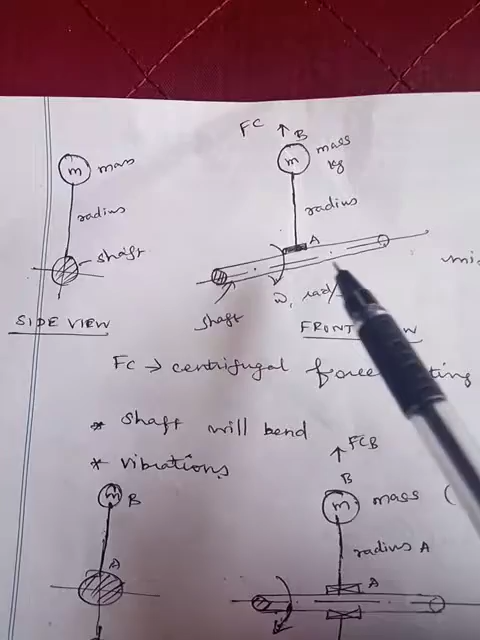 FC ↑ B
m mass
m mass
kg
radius
radius
A
shaft
shaft
ω, rad/
SIDE VIEW
FRONT
Fc → centrifugal force
* shaft will bend
* vibrations
↑ FCB
m B
B
m mass (
radius A
A
A